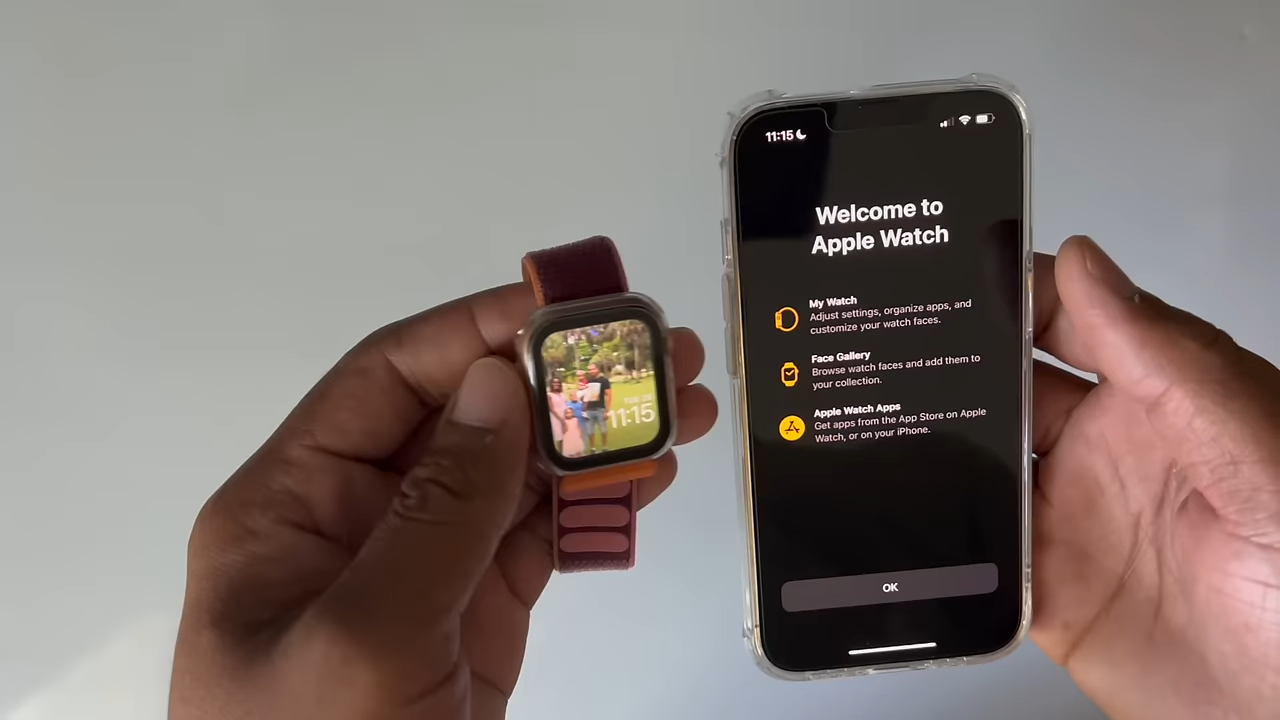 11:15
Welcome to
Apple Watch
My Watch
Adjust settings, organize apps, and
customize your watch faces.
Face Gallery
Browse watch faces and add them to
your collection.
Apple Watch Apps
Get apps from the App Store on Apple
Watch, or on your iPhone.
OK
11:15